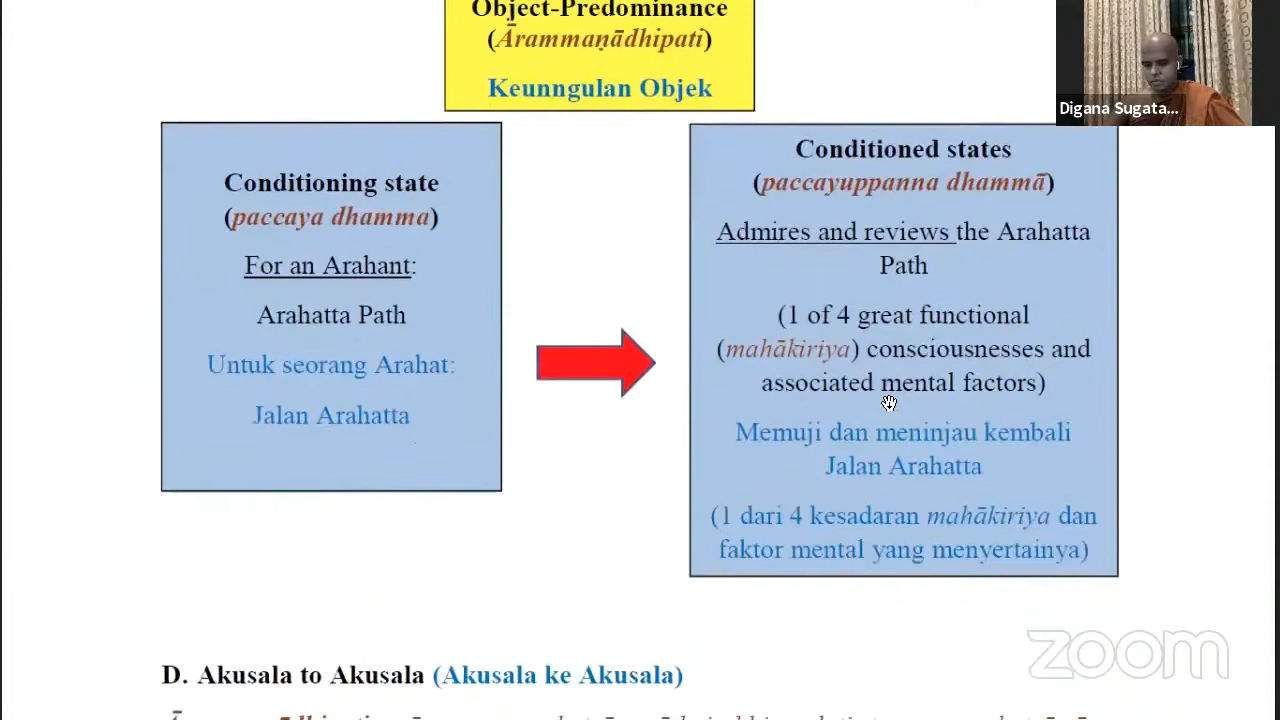 Object-Predominance
(Ārammaṇādhipati)
Keunngulan Objek
Digana Sugata...
Conditioning state
(paccaya dhamma)
For an Arahant:
Arahatta Path
Untuk seorang Arahat:
Jalan Arahatta
Conditioned states
(paccayuppanna dhammā)
Admires and reviews the Arahatta
Path
(1 of 4 great functional
(mahākiriya) consciousnesses and
associated mental factors)
Memuji dan meninjau kembali
Jalan Arahatta
(1 dari 4 kesadaran mahākiriya dan
faktor mental yang menyertainya)
zoom
D. Akusala to Akusala (Akusala ke Akusala)